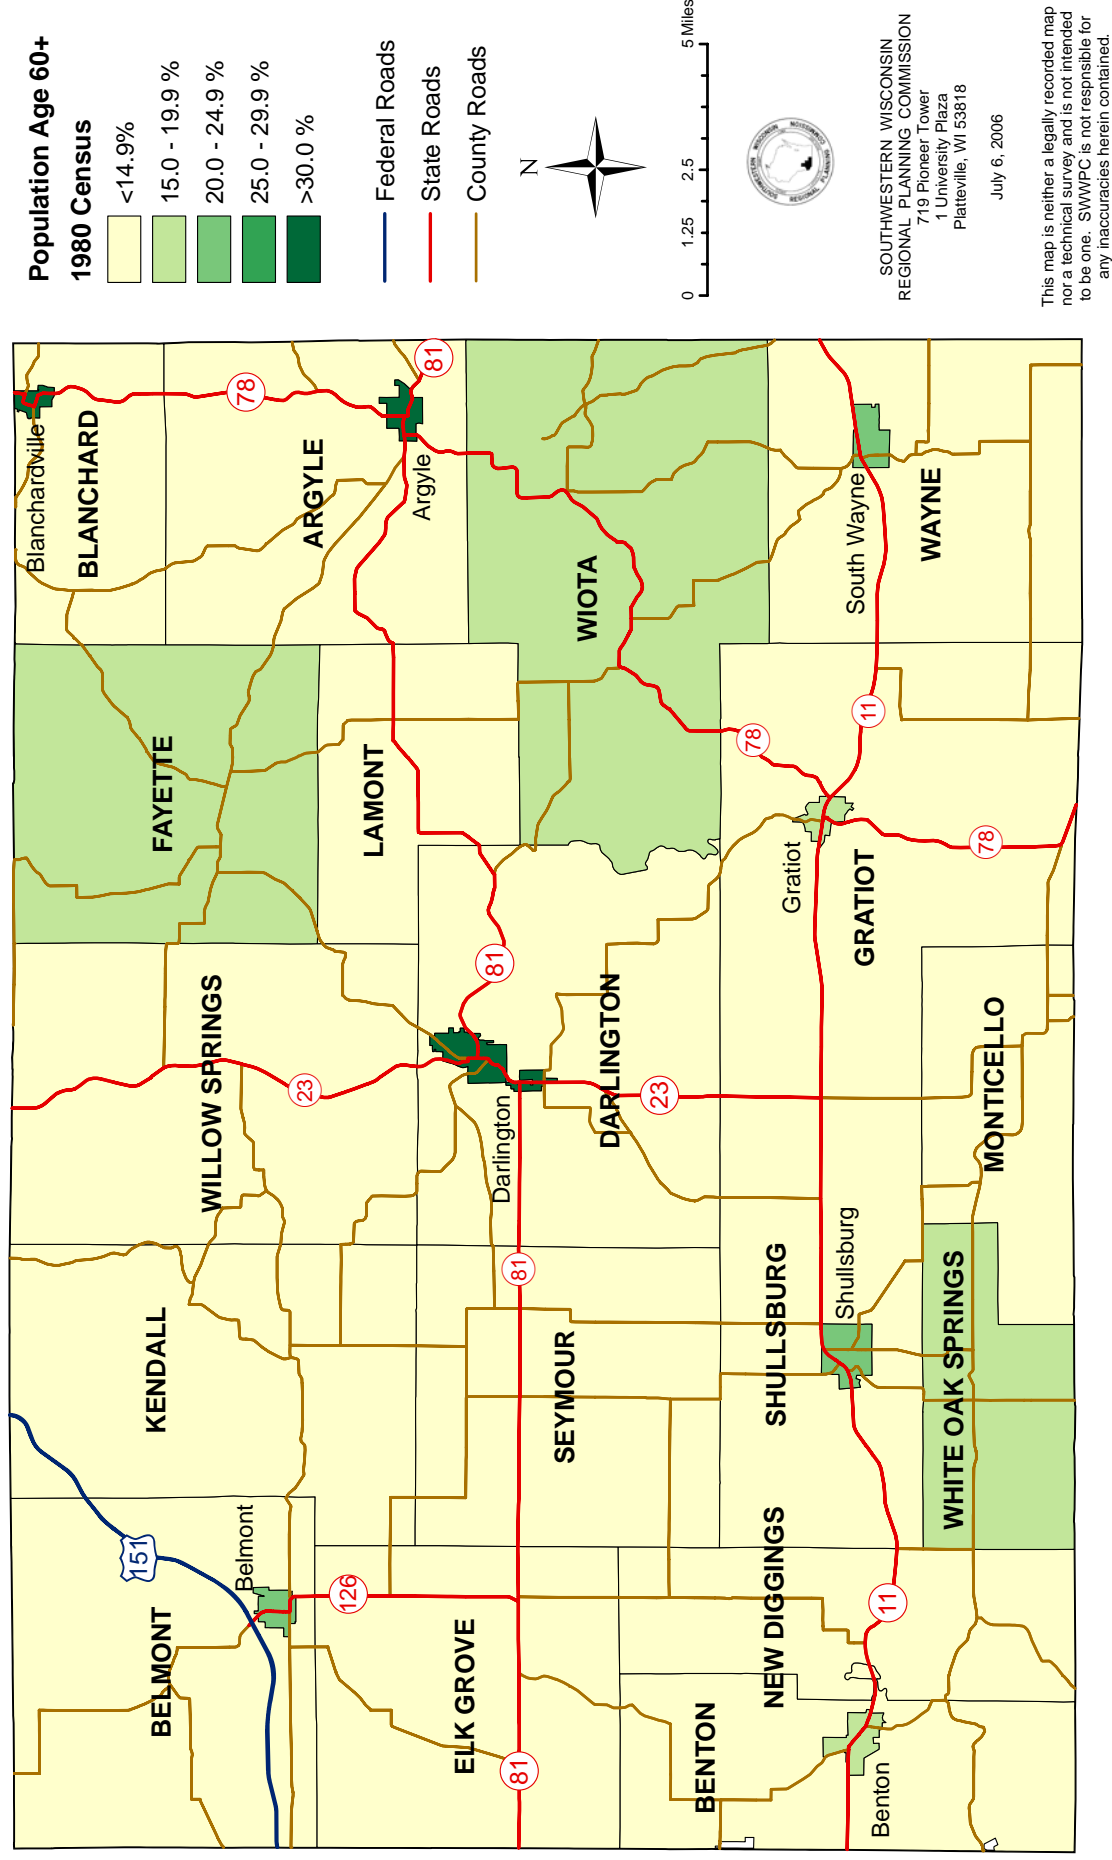 Population Age 60+
1980 Census
<14.9%
15.0 - 19.9 %
20.0 - 24.9 %
25.0 - 29.9 %
>30.0 %
Federal Roads
State Roads
County Roads
N
0 1.25 2.5 5 Miles
SOUTHWESTERN WISCONSIN
REGIONAL PLANNING COMMISSION
SOUTHWESTERN WISCONSIN
REGIONAL PLANNING COMMISSION
719 Pioneer Tower
1 University Plaza
Platteville, WI 53818
July 6, 2006
This map is neither a legally recorded map
nor a technical survey and is not intended
to be one. SWWPC is not respnsible for
any inaccuracies herein contained.
Blanchardville
BLANCHARD
78
ARGYLE
Argyle
81
WIOTA
South Wayne
WAYNE
FAYETTE
LAMONT
78
11
Gratiot
GRATIOT
78
WILLOW SPRINGS
23
81
Darlington
DARLINGTON
23
MONTICELLO
KENDALL
81
SEYMOUR
SHULLSBURG
Shullsburg
WHITE OAK SPRINGS
151
Belmont
BELMONT
126
ELK GROVE
81
NEW DIGGINGS
11
BENTON
Benton